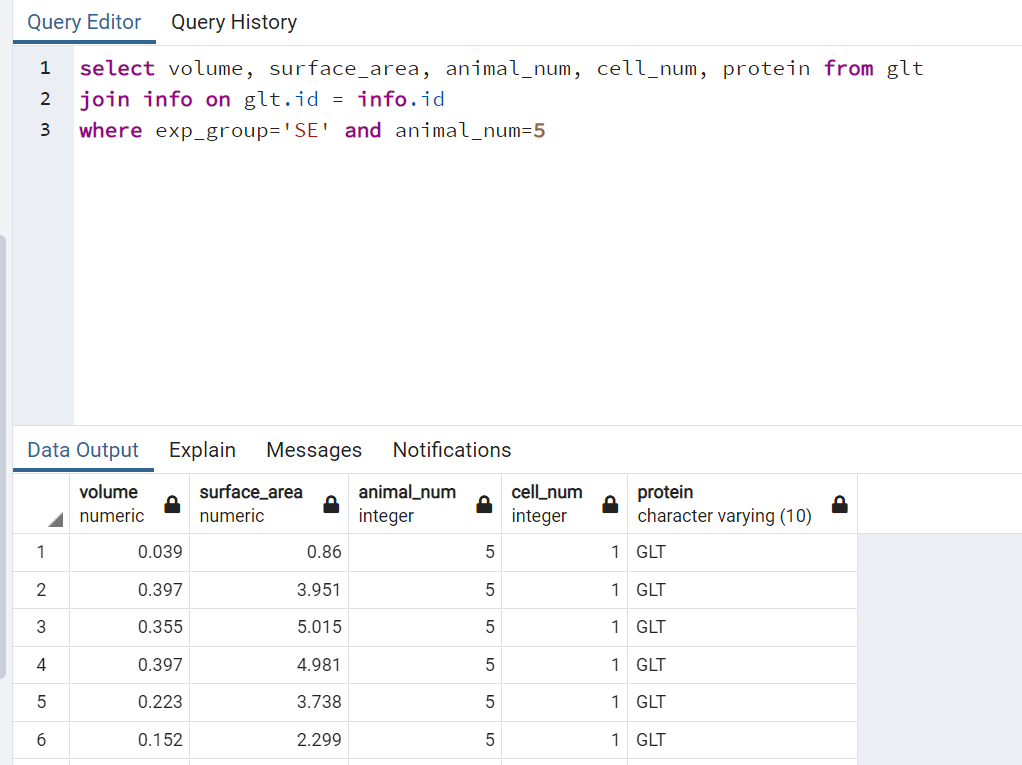 Query Editor Query History
1 select volume, surface_area, animal_num, cell_num, protein from glt
2 join info on glt.id = info.id
3 where exp_group='SE' and animal_num=5
Data Output Explain Messages Notifications
volume surface_area animal_num cell_num protein
numeric numeric integer integer character varying (10)
1 0.039 0.86 5 1 GLT
2 0.397 3.951 5 1 GLT
3 0.355 5.015 5 1 GLT
4 0.397 4.981 5 1 GLT
5 0.223 3.738 5 1 GLT
6 0.152 2.299 5 1 GLT